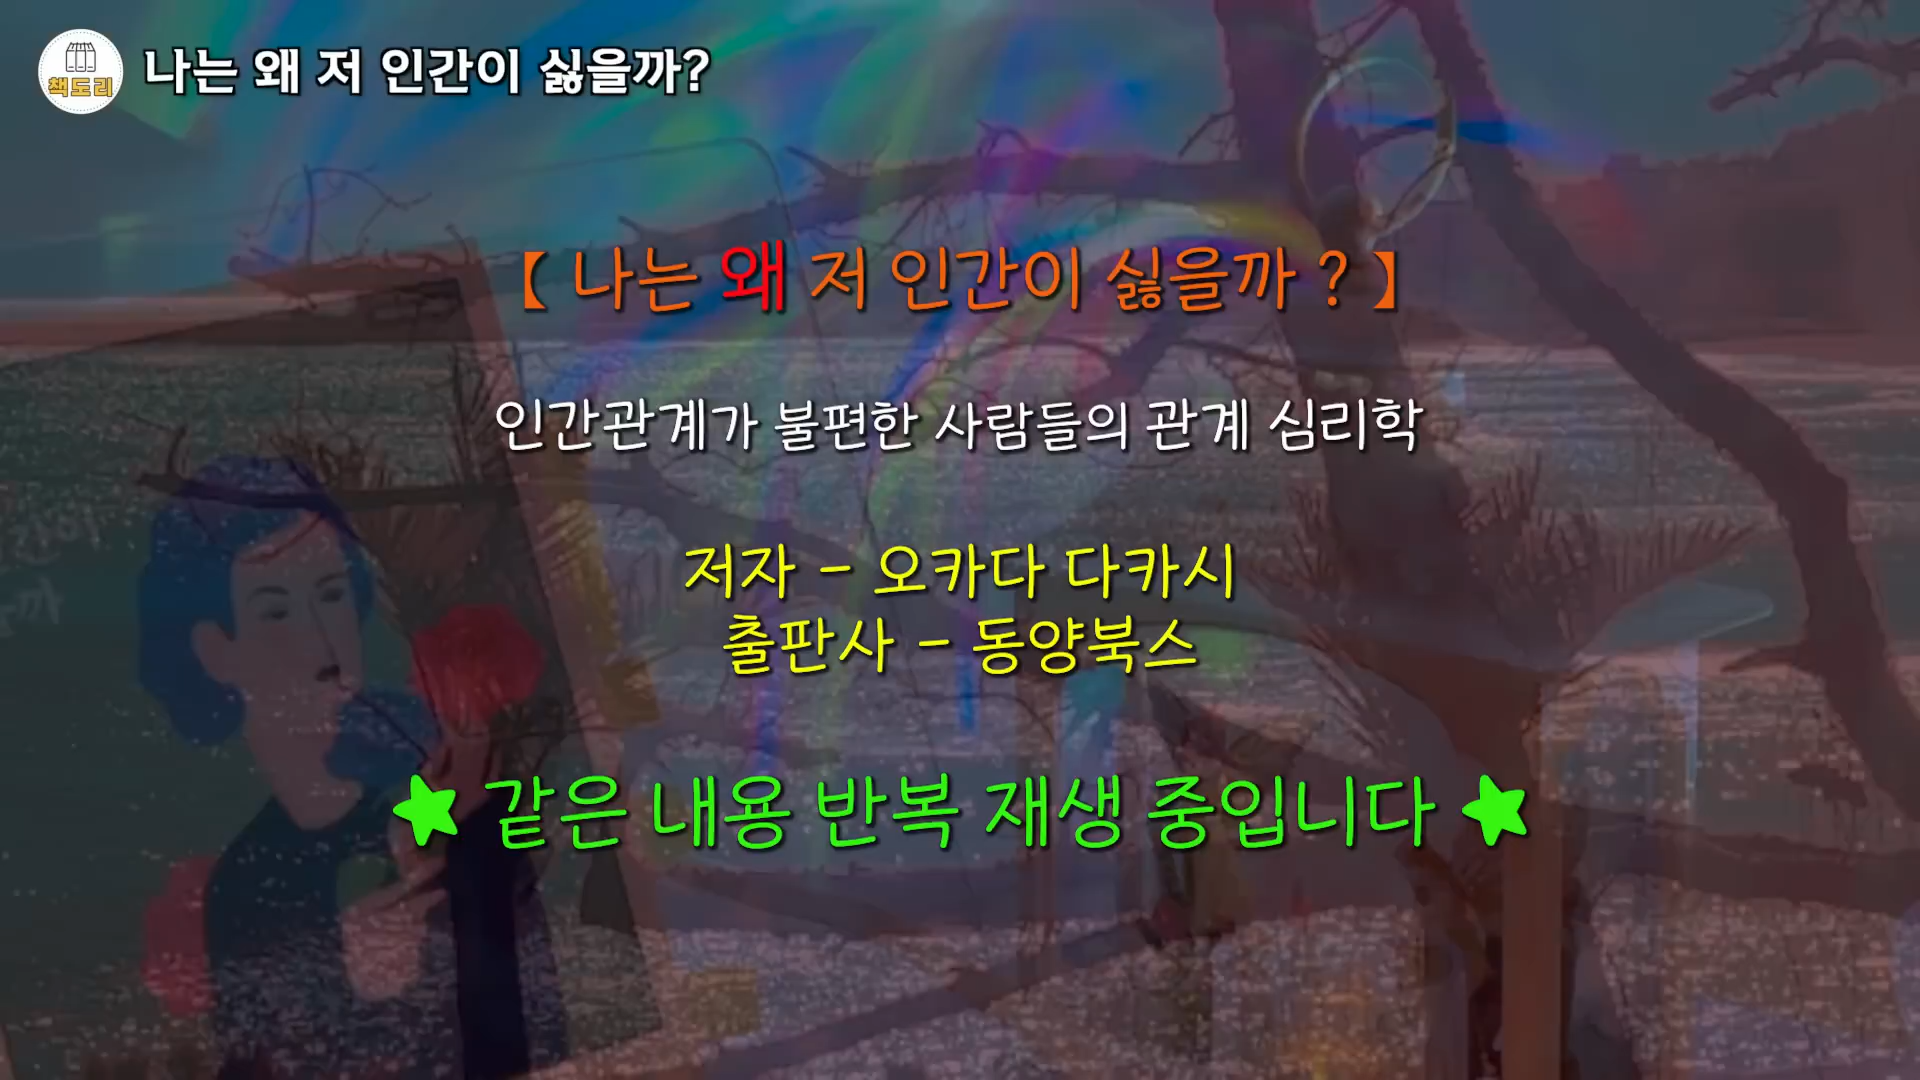 책도리
나는 왜 저 인간이 싫을까?
【 나는 왜 저 인간이 싫을까 ? 】
인간관계가 불편한 사람들의 관계 심리학
저자 - 오카다 다카시
출판사 - 동양북스
★ 같은 내용 반복 재생 중입니다 ★